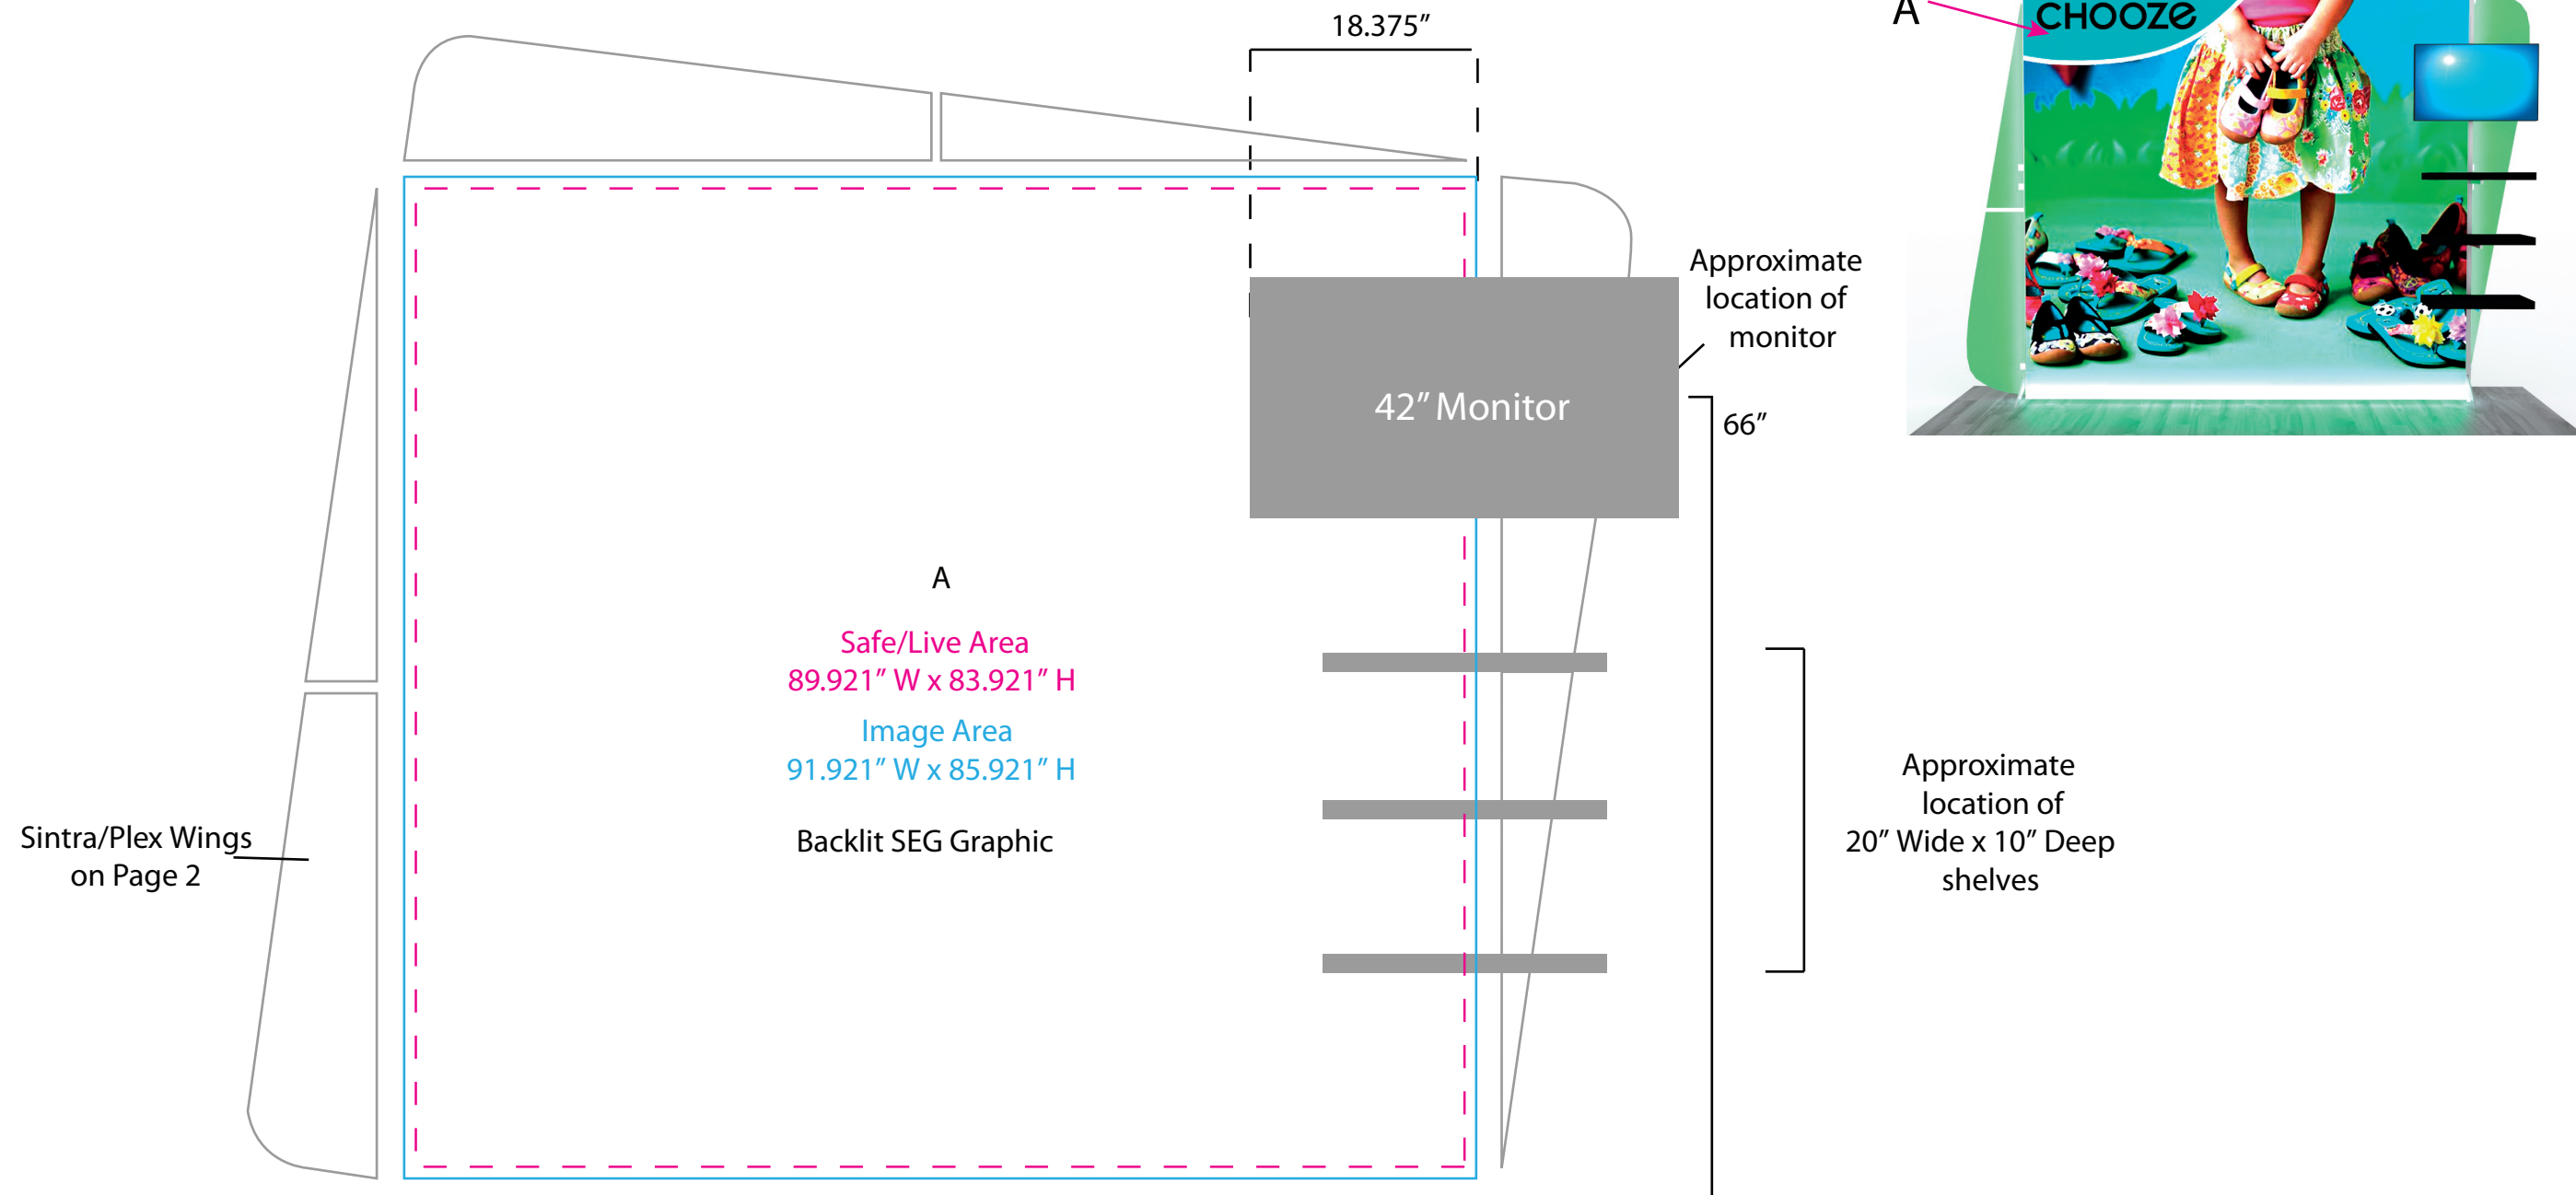 18.375”
A
CHOOZE
Approximate
location of
monitor
42” Monitor
66”
A
Safe/Live Area
89.921” W x 83.921” H
Image Area
91.921” W x 85.921” H
Backlit SEG Graphic
Sintra/Plex Wings
on Page 2
Approximate
location of
20” Wide x 10” Deep
shelves